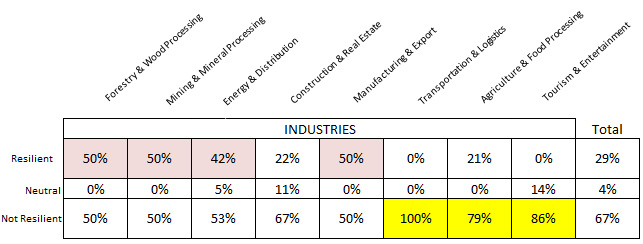 Forestry & Wood Processing
Mining & Mineral Processing
Energy & Distribution
Construction & Real Estate
Manufacturing & Export
Transportation & Logistics
Agriculture & Food Processing
Tourism & Entertainment
INDUSTRIES Total
Resilient 50% 50% 42% 22% 50% 0% 21% 0% 29%
Neutral 0% 0% 5% 11% 0% 0% 0% 14% 4%
Not Resilient 50% 50% 53% 67% 50% 100% 79% 86% 67%